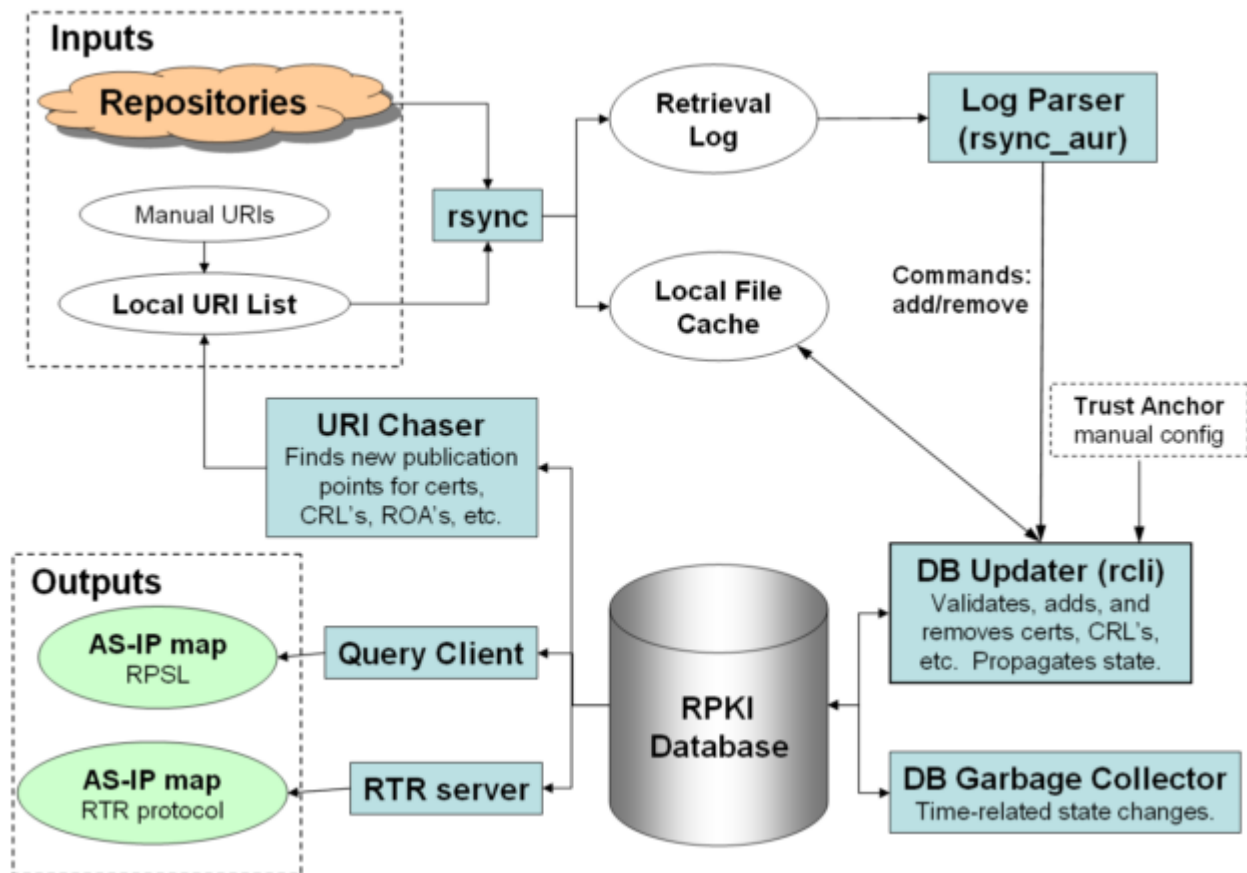 Inputs
Repositories
Manual URIs
Local URI List
rsync
Retrieval
Log
Log Parser
(rsync_aur)
Local File
Cache
Commands:
add/remove
Trust Anchor
manual config
URI Chaser
Finds new publication
points for certs,
CRL's, ROA's, etc.
DB Updater (rcli)
Validates, adds, and
removes certs, CRL's,
etc.  Propagates state.
Outputs
AS-IP map
RPSL
Query Client
RPKI
Database
AS-IP map
RTR protocol
RTR server
DB Garbage Collector
Time-related state changes.